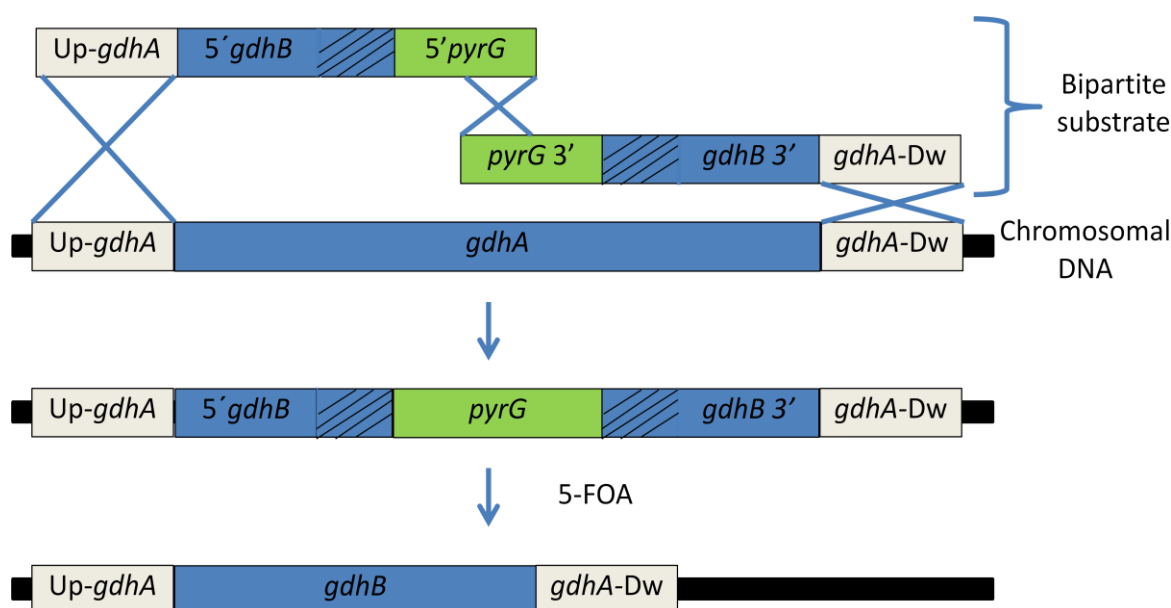 Up-gdhA 5´gdhB 5’pyrG
Bipartite
substrate
pyrG 3’ gdhB 3’ gdhA-Dw
Up-gdhA gdhA gdhA-Dw
Chromosomal
DNA
Up-gdhA 5´gdhB pyrG gdhB 3’ gdhA-Dw
5-FOA
Up-gdhA gdhB gdhA-Dw